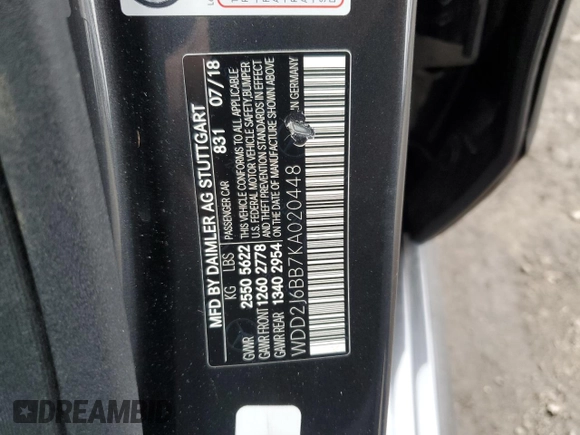 MFD BY DAIMLER AG STUTTGART
831 07/18
KG LBS PASSENGER CAR
GVWR 2550 5622 THIS VEHICLE CONFORMS TO ALL APPLICABLE
GAWR FRONT 1260 2778 U.S. FEDERAL MOTOR VEHICLE SAFETY, BUMPER
GAWR REAR 1340 2954 AND THEFT PREVENTION STANDARDS IN EFFECT
ON THE DATE OF MANUFACTURE SHOWN ABOVE
IN GERMANY
WDD2J6BB7KA020448
DREAMBID